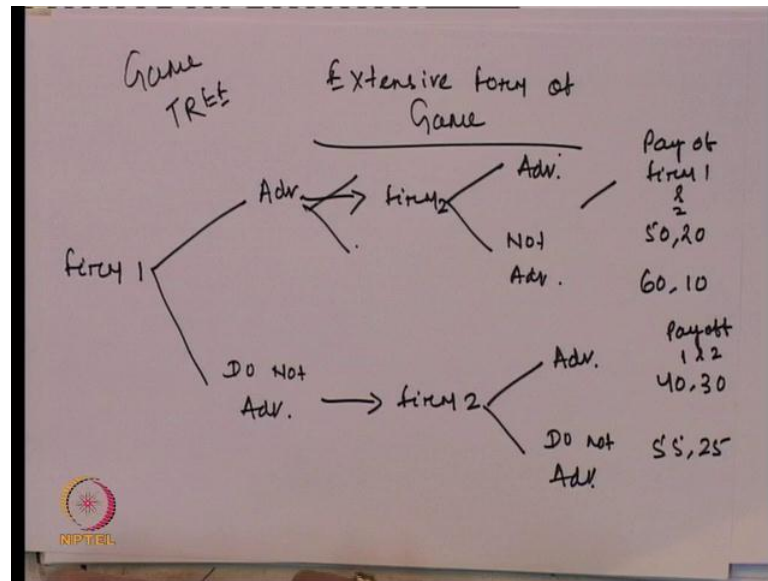 Game
TREE
Extensive form of
Game
Pay of
firm 1
&
2
Adv.
firm 2
Adv.
50,20
Not
Adv.
60,10
firm 1
Do Not
Adv.
firm 2
Adv.
Payoff
1 & 2
40,30
Do not
Adv.
55,25
NPTEL